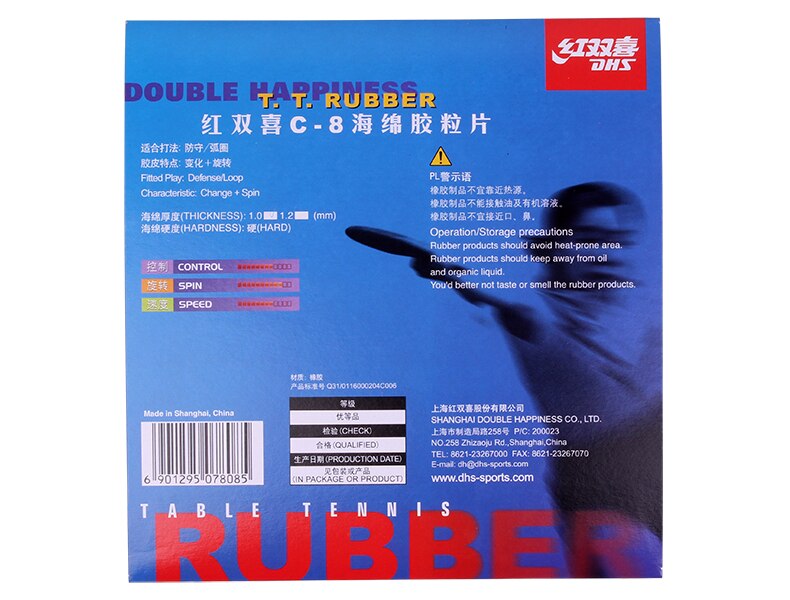 红双喜
DHS
DOUBLE HAPPINESS
T. T. RUBBER
红双喜C-8海绵胶粒片
适合打法: 防守/弧圈
胶皮特点: 变化+旋转
Fitted Play: Defense/Loop
Characteristic: Change + Spin
海绵厚度(THICKNESS): 1.0 1.2 (mm)
海绵硬度(HARDNESS): 硬(HARD)
控制 CONTROL
旋转 SPIN
速度 SPEED
PL警示语
橡胶制品不宜靠近热源。
橡胶制品不能接触油及有机溶液。
橡胶制品不宜接近口、鼻。
Operation/Storage precautions
Rubber products should avoid heat-prone area.
Rubber products should keep away from oil
and organic liquid.
You'd better not taste or smell the rubber products.
材质: 橡胶
产品标准号 Q31/0116000204C006
等级
优等品
检验(CHECK)
合格(QUALIFIED)
生产日期(PRODUCTION DATE)
见包装或产品
(IN PACKAGE OR PRODUCT)
Made in Shanghai, China
6 901295 078085
上海红双喜股份有限公司
SHANGHAI DOUBLE HAPPINESS CO., LTD.
上海市制造局路258号 P/C: 200023
NO.258 Zhizaoju Rd.,Shanghai,China
TEL: 8621-23267000 FAX: 8621-23267070
E-mail: dh@dhs-sports.com
www.dhs-sports.com
TABLE TENNIS
RUBBER